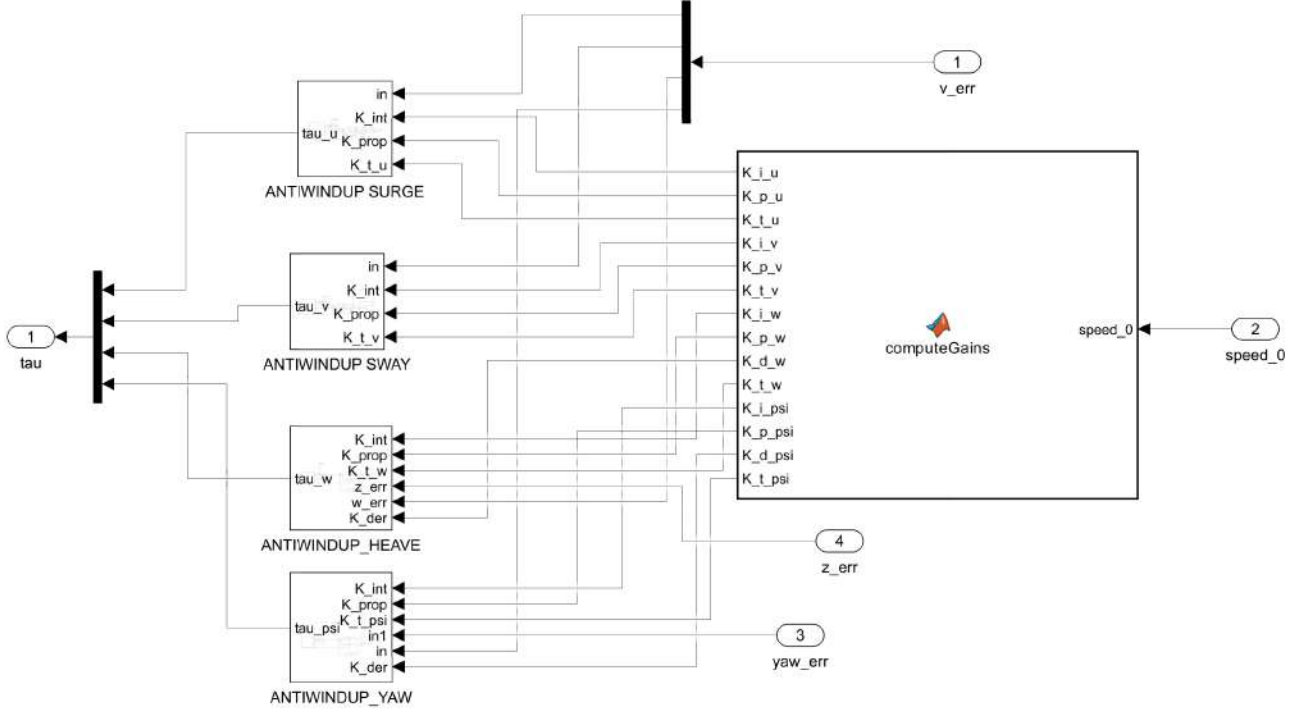 1
v_err
in
K_int
tau_u
K_prop
K_t_u
ANTIWINDUP SURGE
K_i_u
K_p_u
K_t_u
K_i_v
K_p_v
K_t_v
K_i_w
K_p_w
K_d_w
K_t_w
K_i_psi
K_p_psi
K_d_psi
K_t_psi
computeGains
speed_0
2
speed_0
in
K_int
tau_v
K_prop
K_t_v
ANTIWINDUP SWAY
1
tau
K_int
K_prop
K_t_w
tau_w
z_err
w_err
K_der
ANTIWINDUP_HEAVE
4
z_err
K_int
K_prop
K_t_psi
tau_psi
in1
in
K_der
ANTIWINDUP_YAW
3
yaw_err